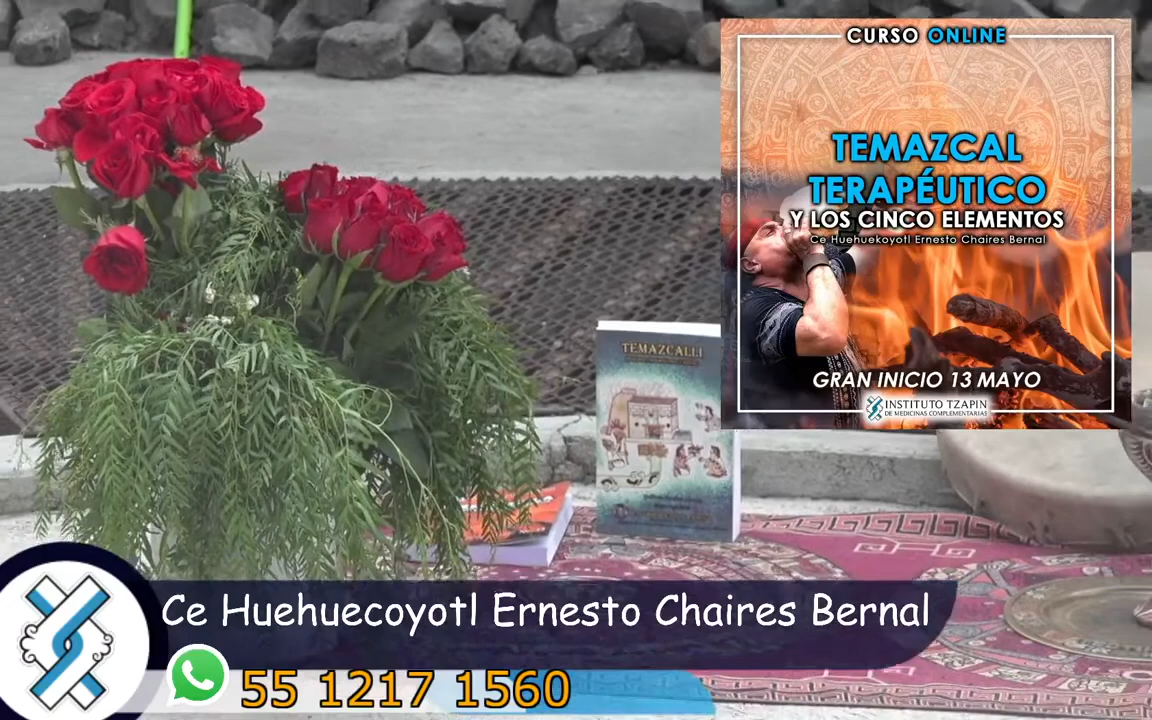 CURSO ONLINE
TEMAZCAL
TERAPÉUTICO
Y LOS CINCO ELEMENTOS
Ce Huehuekoyotl Ernesto Chaires Bernal
GRAN INICIO 13 MAYO
INSTITUTO TZAPIN
DE MEDICINAS COMPLEMENTARIAS
TEMAZCALLI
Ce Huehuecoyotl Ernesto Chaires Bernal
55 1217 1560